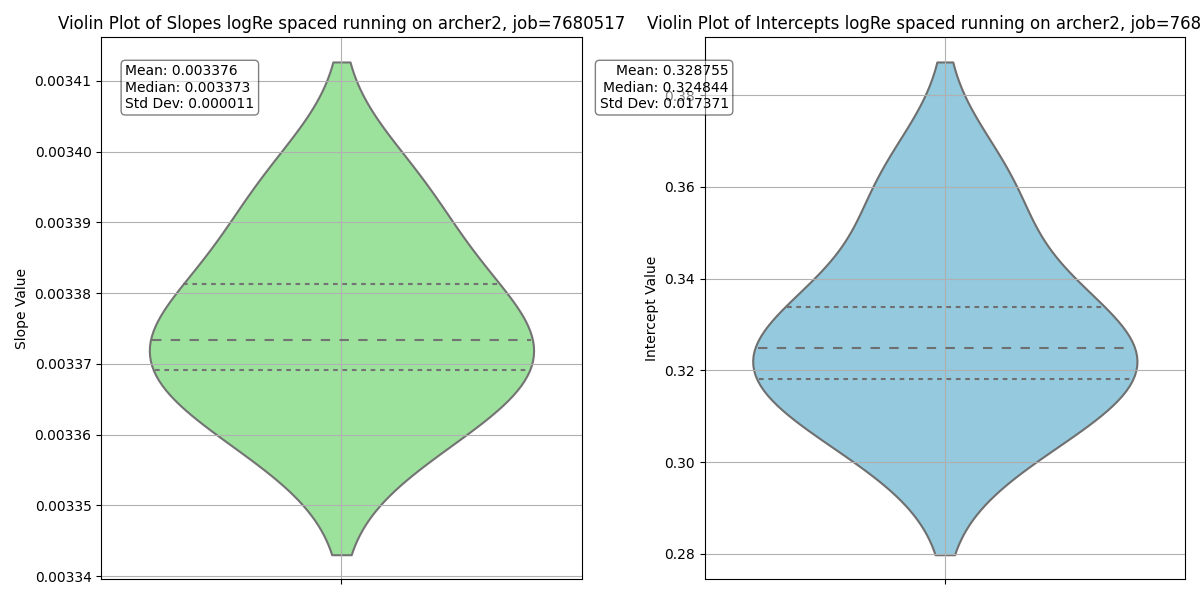 Violin Plot of Slopes logRe spaced running on archer2, job=7680517
Mean: 0.003376
Median: 0.003373
Std Dev: 0.000011
0.00341
0.00340
0.00339
0.00338
0.00337
0.00336
0.00335
0.00334
Slope Value
Violin Plot of Intercepts logRe spaced running on archer2, job=768
Mean: 0.328755
Median: 0.324844
Std Dev: 0.017371
0.38
0.36
0.34
0.32
0.30
0.28
Intercept Value